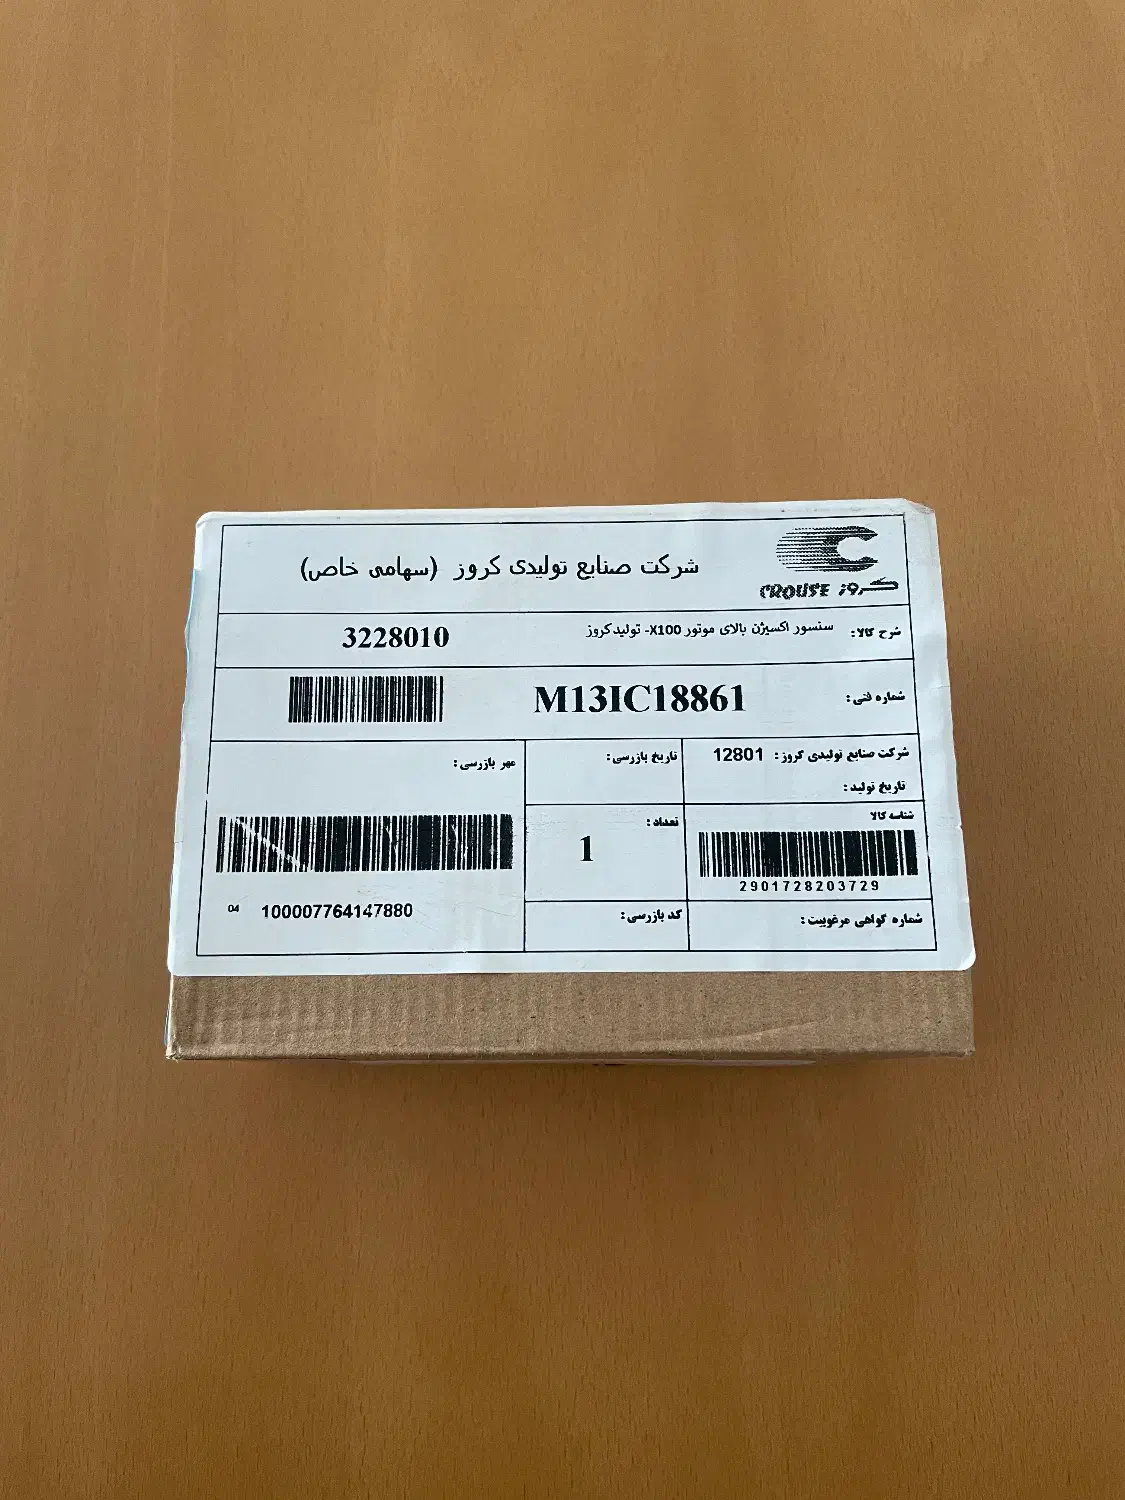 کروز CROUSE
شرکت صنایع تولیدی کروز (سهامی خاص)
شرح کالا: سنسور اکسیژن بالای موتور X100- تولیدکروز 3228010
شماره فنی: M13IC18861
شرکت صنایع تولیدی کروز: 12801
تاریخ تولید:
تاریخ بازرسی:
مهر بازرسی:
شناسه کالا
2901728203729
تعداد:
1
04 100007764147880
شماره گواهی مرغوبیت:
کد بازرسی: